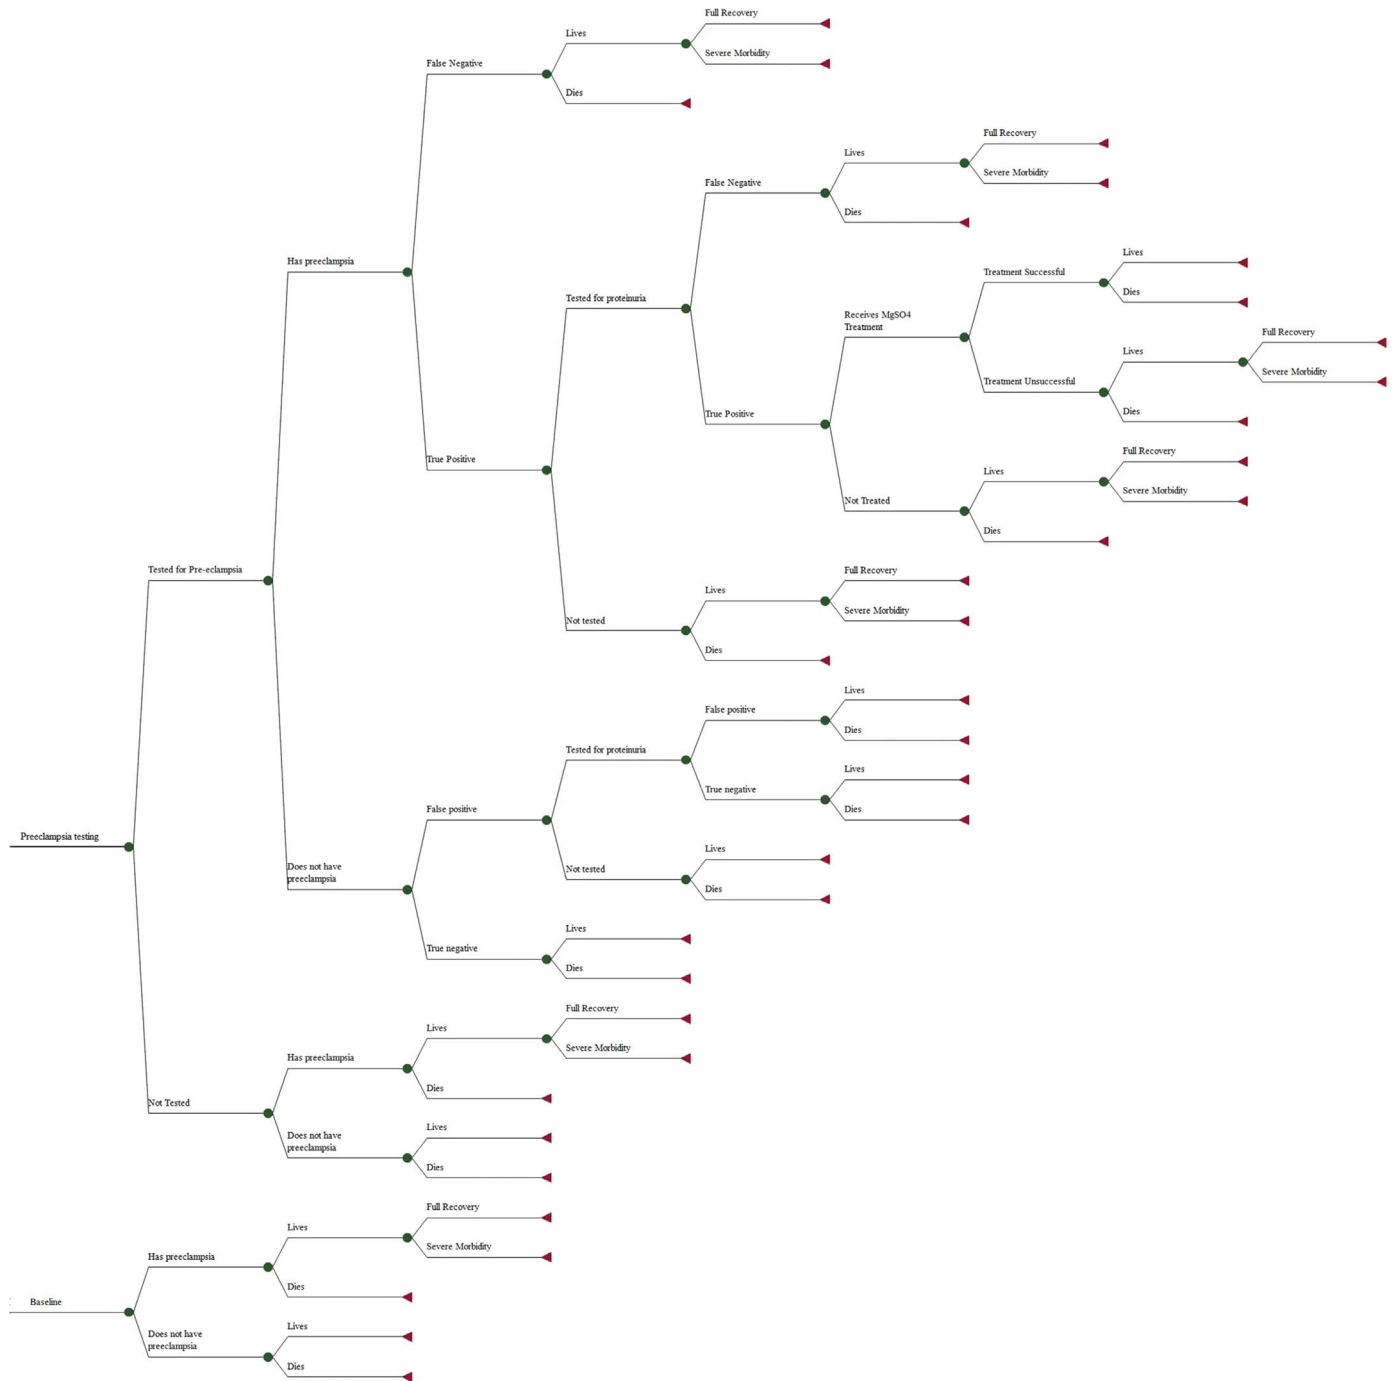 Full Recovery
Lives
Severe Morbidity
False Negative
Dies
Full Recovery
Lives
Severe Morbidity
False Negative
Dies
Lives
Has preeclampsia
Treatment Successful
Dies
Tested for proteinuria
Receives MgSO4
Treatment
Full Recovery
Lives
Severe Morbidity
Treatment Unsuccessful
Dies
True Positive
Full Recovery
True Positive
Lives
Severe Morbidity
Not Treated
Dies
Tested for Pre-eclampsia
Full Recovery
Lives
Severe Morbidity
Not tested
Dies
Lives
False positive
Dies
Tested for proteinuria
Lives
True negative
Dies
False positive
Preeclampsia testing
Lives
Does not have
preeclampsia
Not tested
Dies
Lives
True negative
Dies
Full Recovery
Lives
Severe Morbidity
Has preeclampsia
Dies
Not Tested
Lives
Does not have
preeclampsia
Dies
Full Recovery
Lives
Severe Morbidity
Has preeclampsia
Dies
Baseline
Lives
Does not have
preeclampsia
Dies